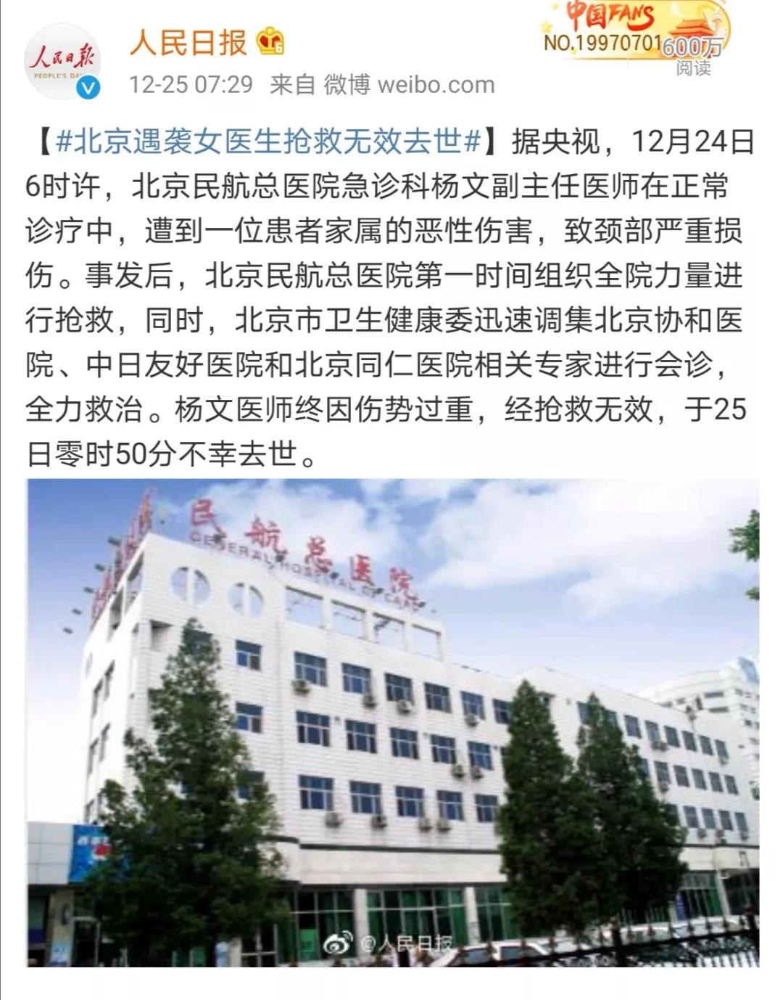 人民日报
12-25 07:29 来自 微博 weibo.com
人民日报
PEOPLE'S DA
中国FANS
NO.19970701
600万
阅读
【#北京遇袭女医生抢救无效去世#】据央视，12月24日
6时许，北京民航总医院急诊科杨文副主任医师在正常
诊疗中，遭到一位患者家属的恶性伤害，致颈部严重损
伤。事发后，北京民航总医院第一时间组织全院力量进
行抢救，同时，北京市卫生健康委迅速调集北京协和医
院、中日友好医院和北京同仁医院相关专家进行会诊，
全力救治。杨文医师终因伤势过重，经抢救无效，于25
日零时50分不幸去世。
民航总医院
GENERAL HOSPITAL OF CAAC
@人民日报